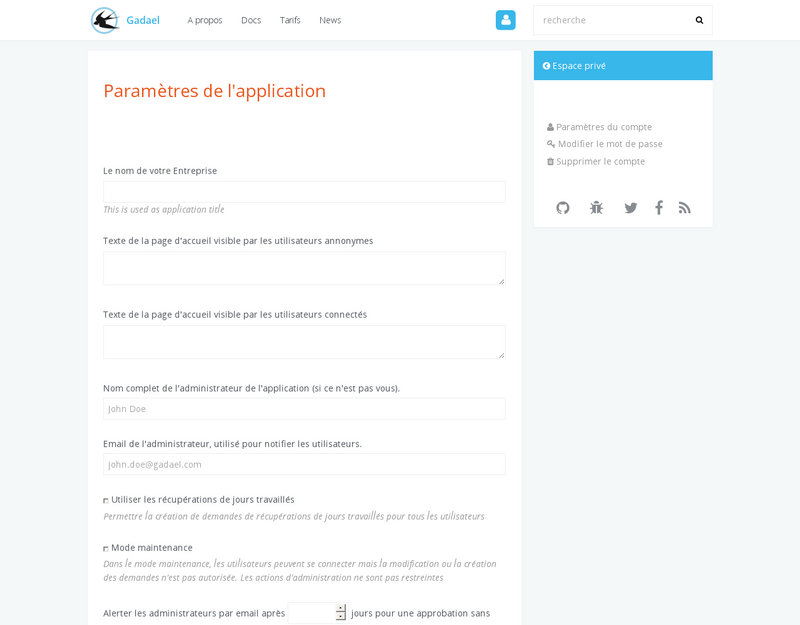 Gadael
A propos
Docs
Tarifs
News
recherche
Paramètres de l'application
Le nom de votre Entreprise
This is used as application title
Texte de la page d'accueil visible par les utilisateurs annonymes
Texte de la page d'accueil visible par les utilisateurs connectés
Nom complet de l'administrateur de l'application (si ce n'est pas vous).
John Doe
Email de l'administrateur, utilisé pour notifier les utilisateurs.
john.doe@gadael.com
Utiliser les récupérations de jours travaillés
Permettre la création de demandes de récupérations de jours travaillés pour tous les utilisateurs
Mode maintenance
Dans le mode maintenance, les utilisateurs peuvent se connecter mais la modification ou la création
des demandes n'est pas autorisée. Les actions d'administration ne sont pas restreintes
Alerter les administrateurs par email après jours pour une approbation sans
Espace privé
Paramètres du compte
Modifier le mot de passe
Supprimer le compte